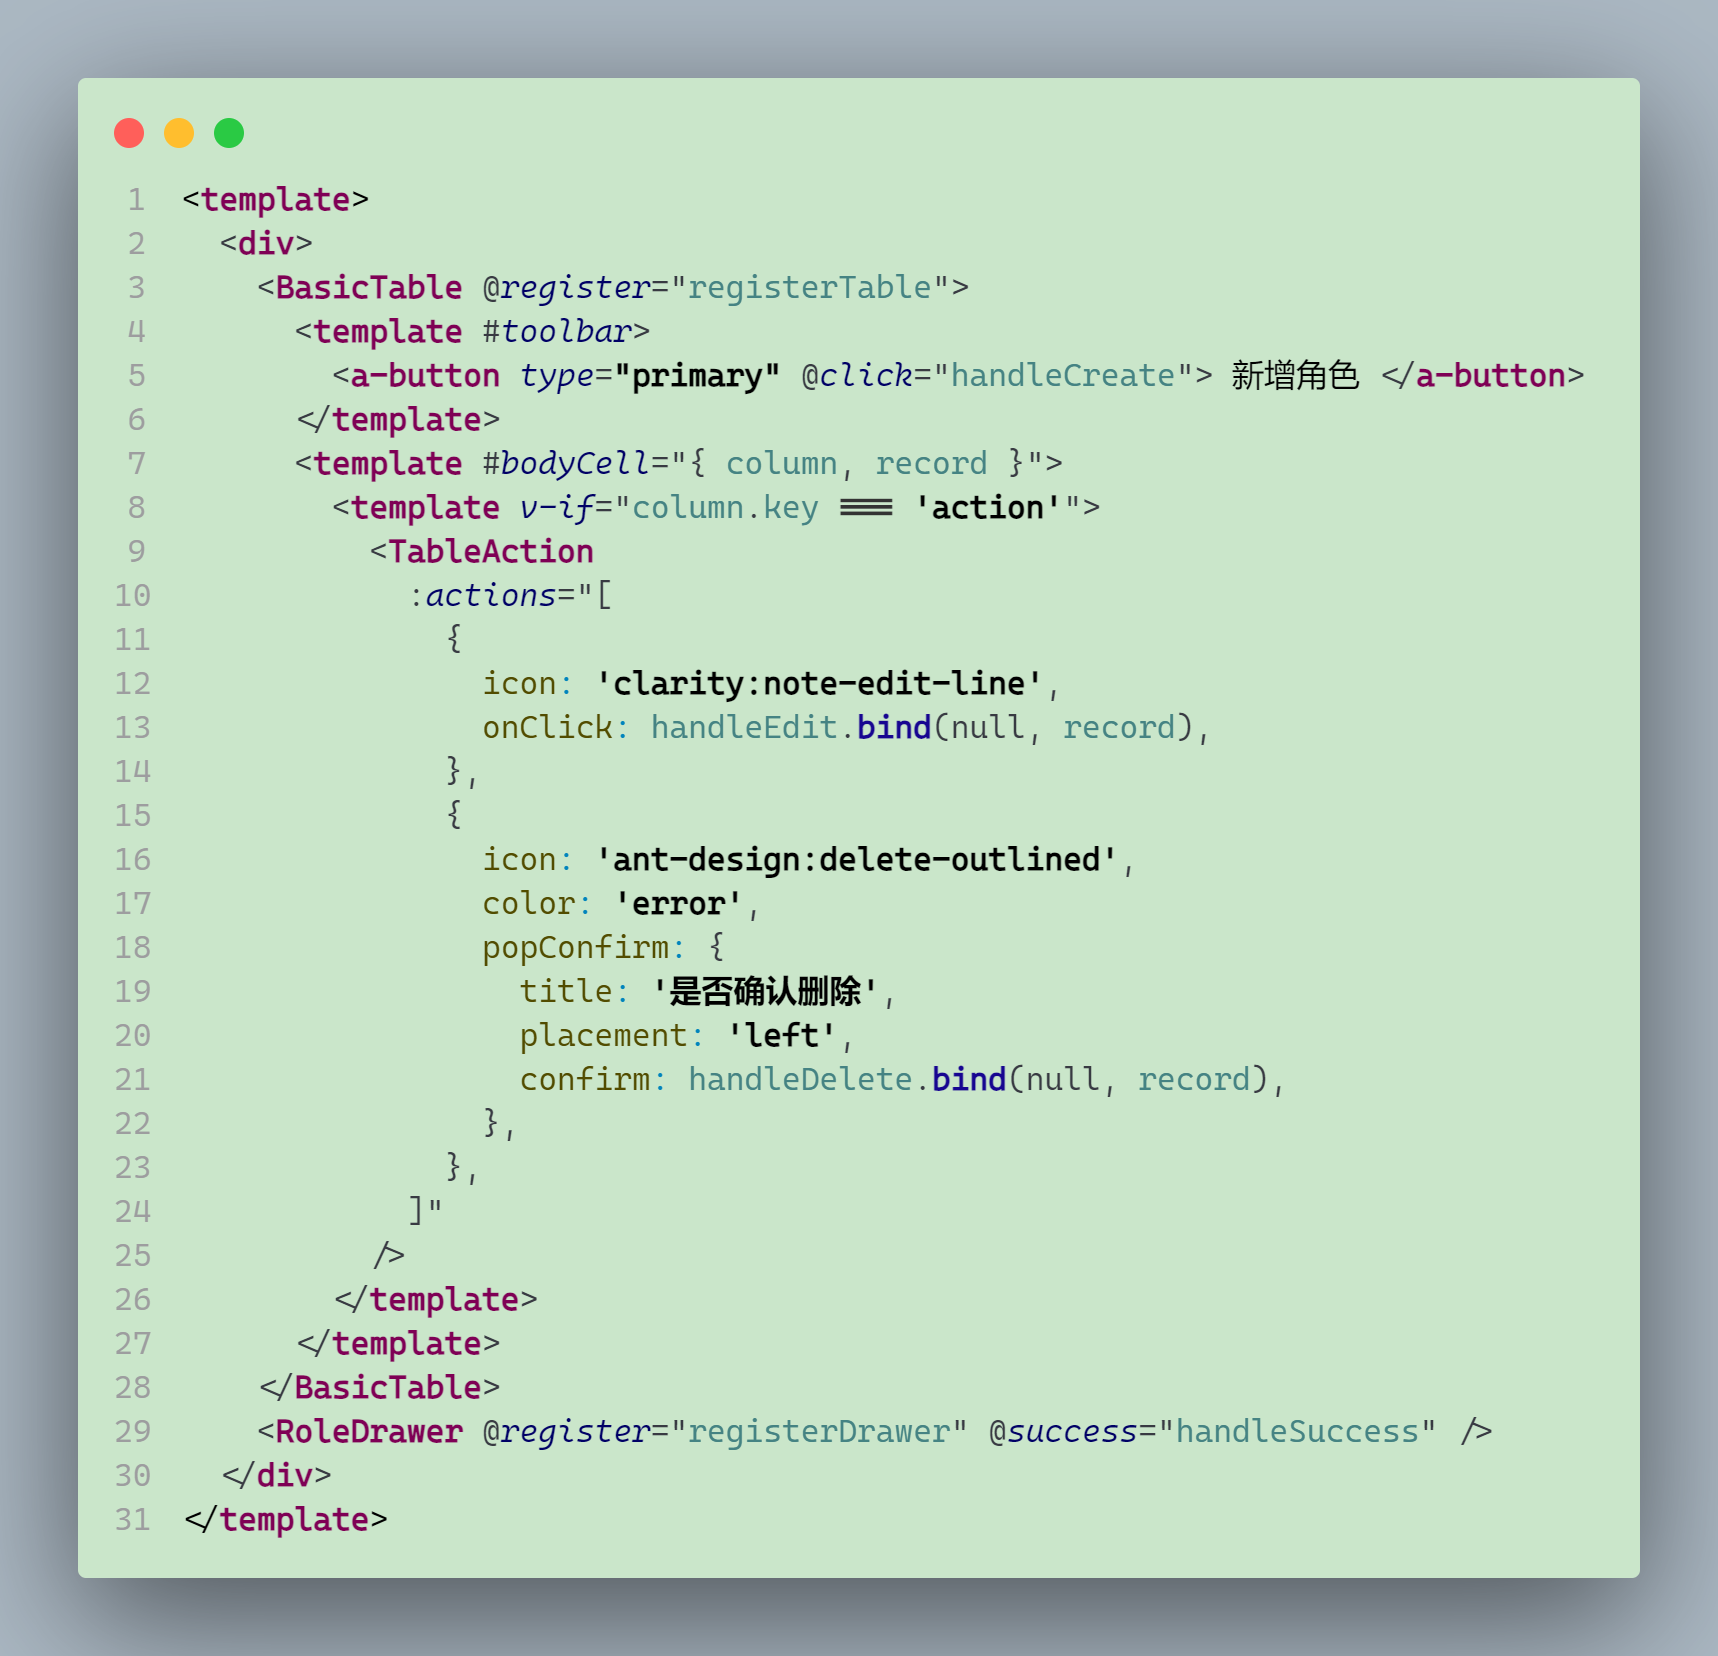 1 <template>
2   <div>
3     <BasicTable @register="registerTable">
4       <template #toolbar>
5         <a-button type="primary" @click="handleCreate"> 新增角色 </a-button>
6       </template>
7       <template #bodyCell="{ column, record }">
8         <template v-if="column.key === 'action'">
9           <TableAction
10             :actions="[
11               {
12                 icon: 'clarity:note-edit-line',
13                 onClick: handleEdit.bind(null, record),
14               },
15               {
16                 icon: 'ant-design:delete-outlined',
17                 color: 'error',
18                 popConfirm: {
19                   title: '是否确认删除',
20                   placement: 'left',
21                   confirm: handleDelete.bind(null, record),
22                 },
23               },
24             ]"
25           />
26         </template>
27       </template>
28     </BasicTable>
29     <RoleDrawer @register="registerDrawer" @success="handleSuccess" />
30   </div>
31 </template>